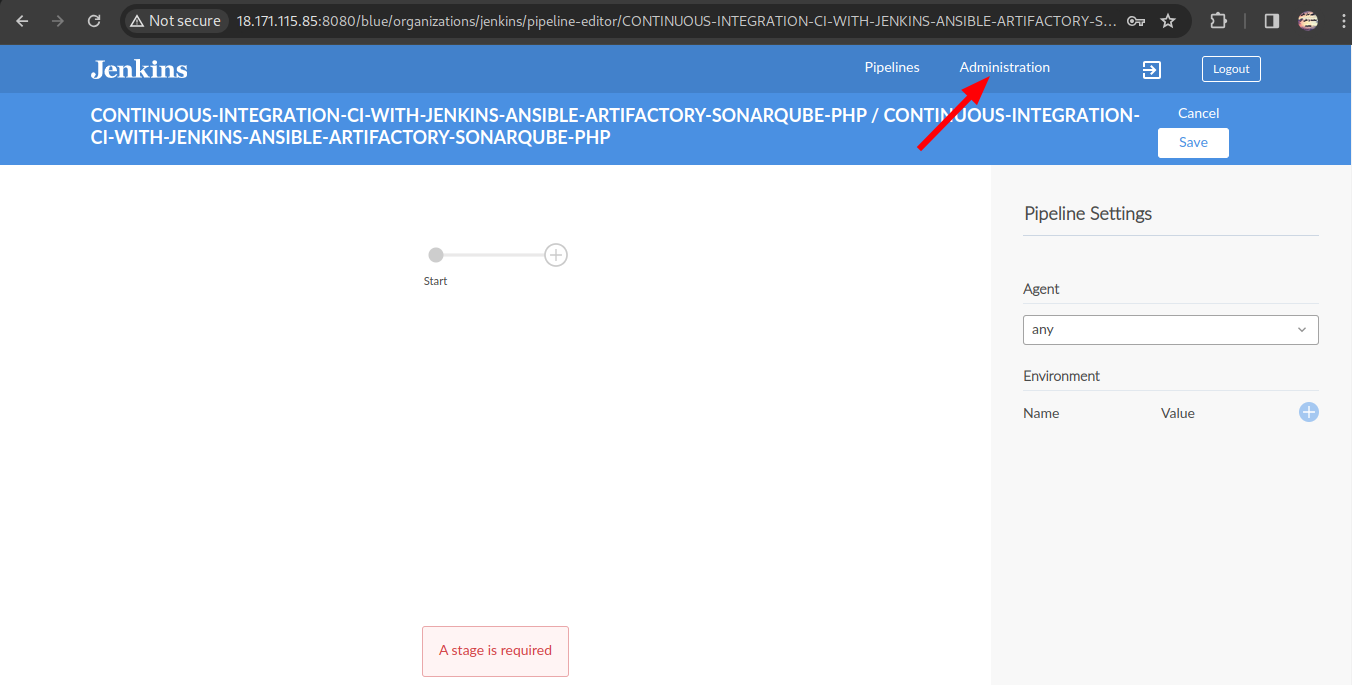 Not secure 18.171.115.85:8080/blue/organizations/jenkins/pipeline-editor/CONTINUOUS-INTEGRATION-CI-WITH-JENKINS-ANSIBLE-ARTIFACTORY-S...
Jenkins Pipelines Administration Logout
CONTINUOUS-INTEGRATION-CI-WITH-JENKINS-ANSIBLE-ARTIFACTORY-SONARQUBE-PHP / CONTINUOUS-INTEGRATION-
CI-WITH-JENKINS-ANSIBLE-ARTIFACTORY-SONARQUBE-PHP
Cancel
Save
Start
Pipeline Settings
Agent
any
Environment
Name Value
A stage is required